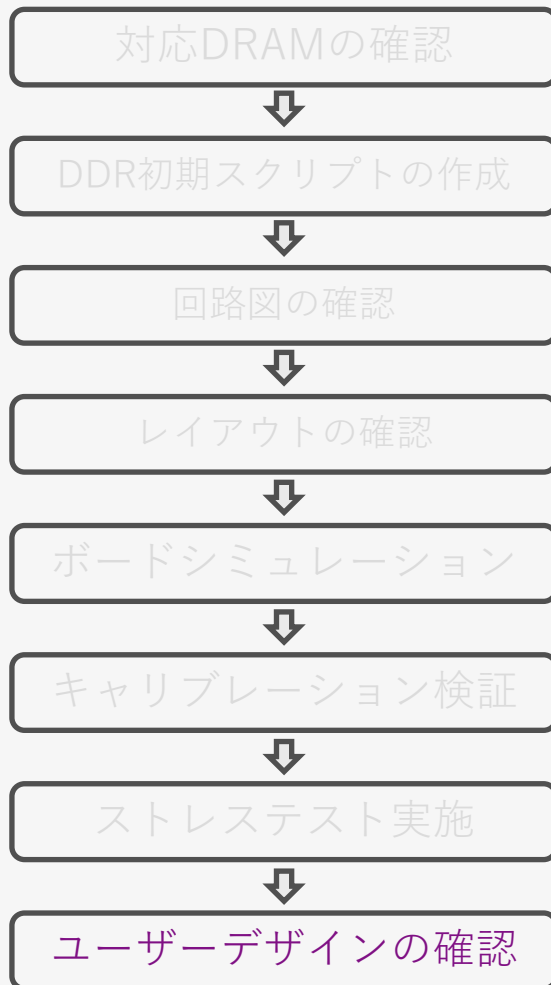 対応DRAMの確認
DDR初期スクリプトの作成
回路図の確認
レイアウトの確認
ボードシミュレーション
キャリブレーション検証
ストレステスト実施
ユーザーデザインの確認